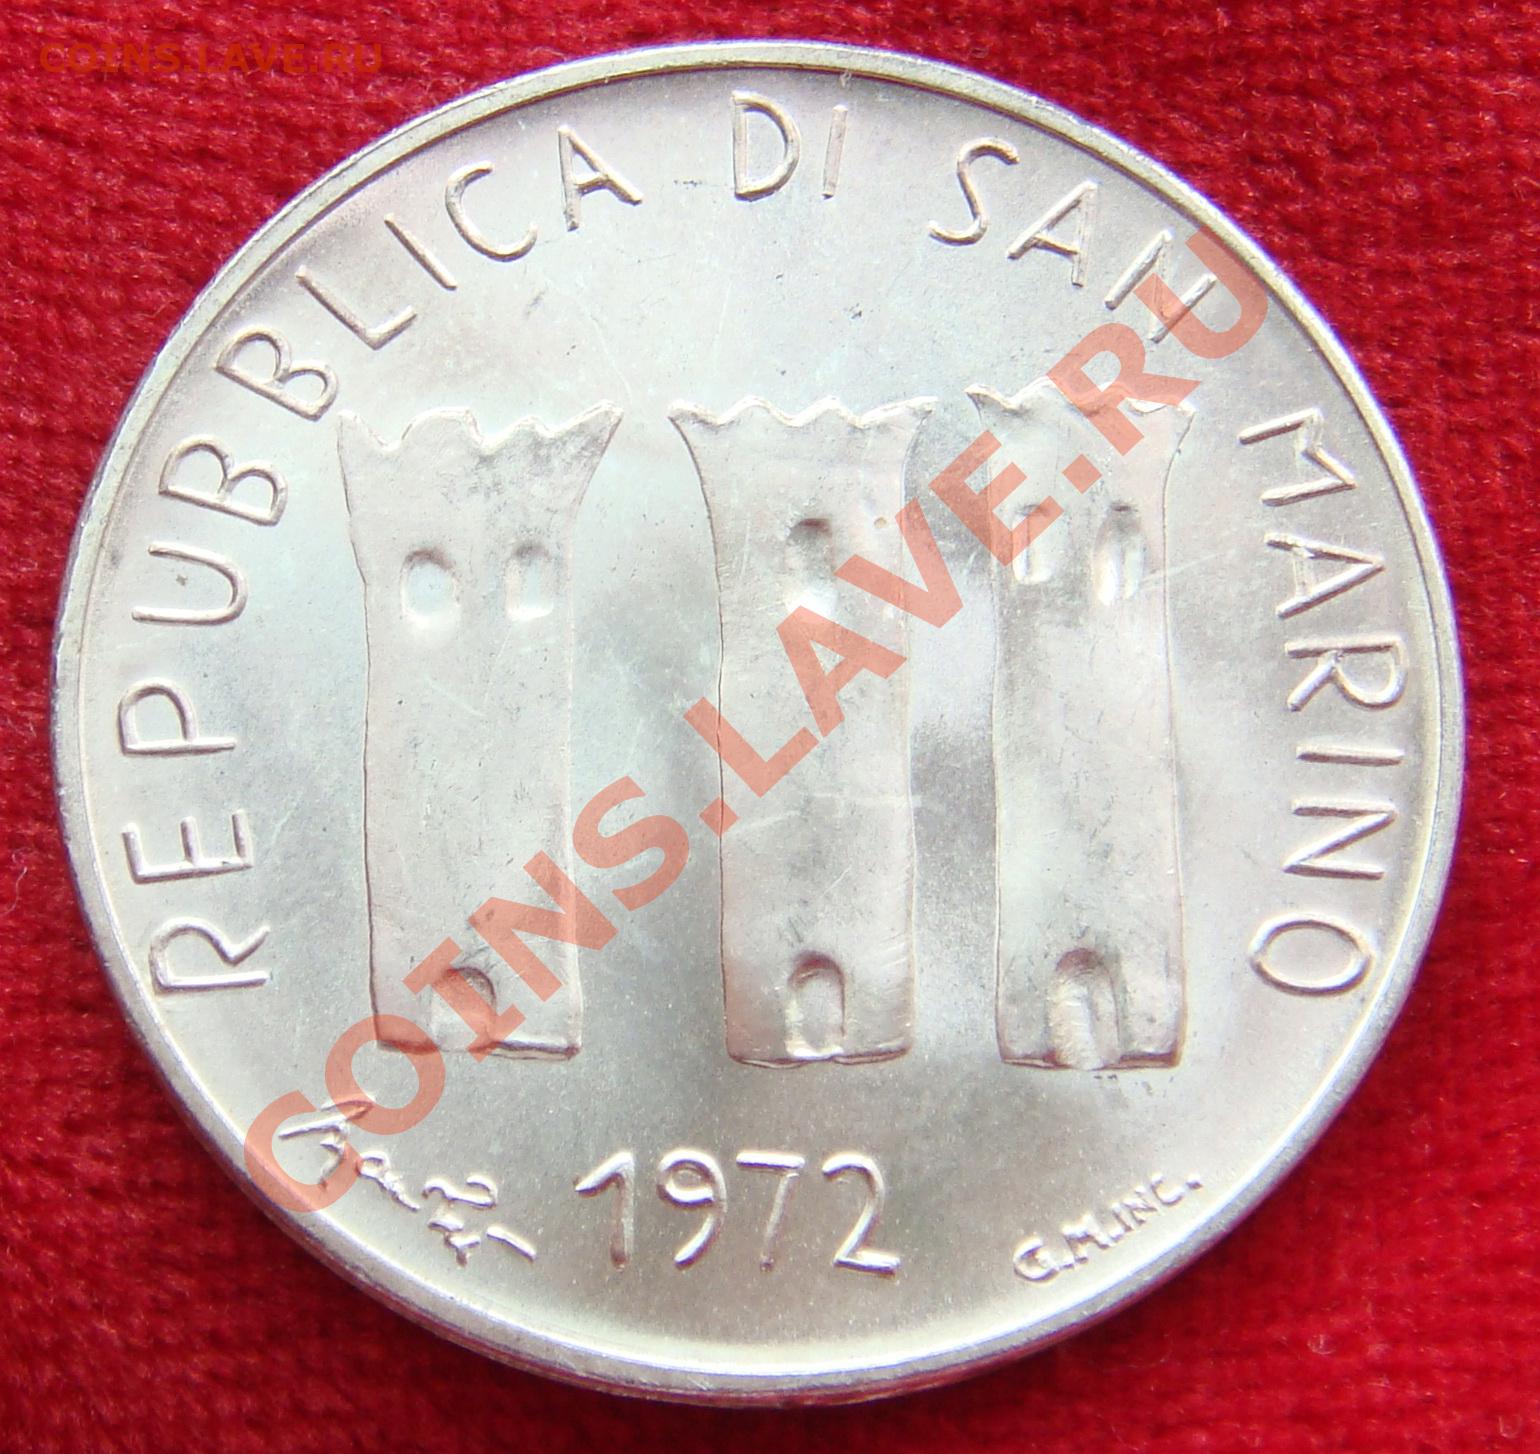 COINS.LAVE.RU
REPUBBLICA DI SAN MARINO
COINS.LAVE.RU
1972
G.M.INC.